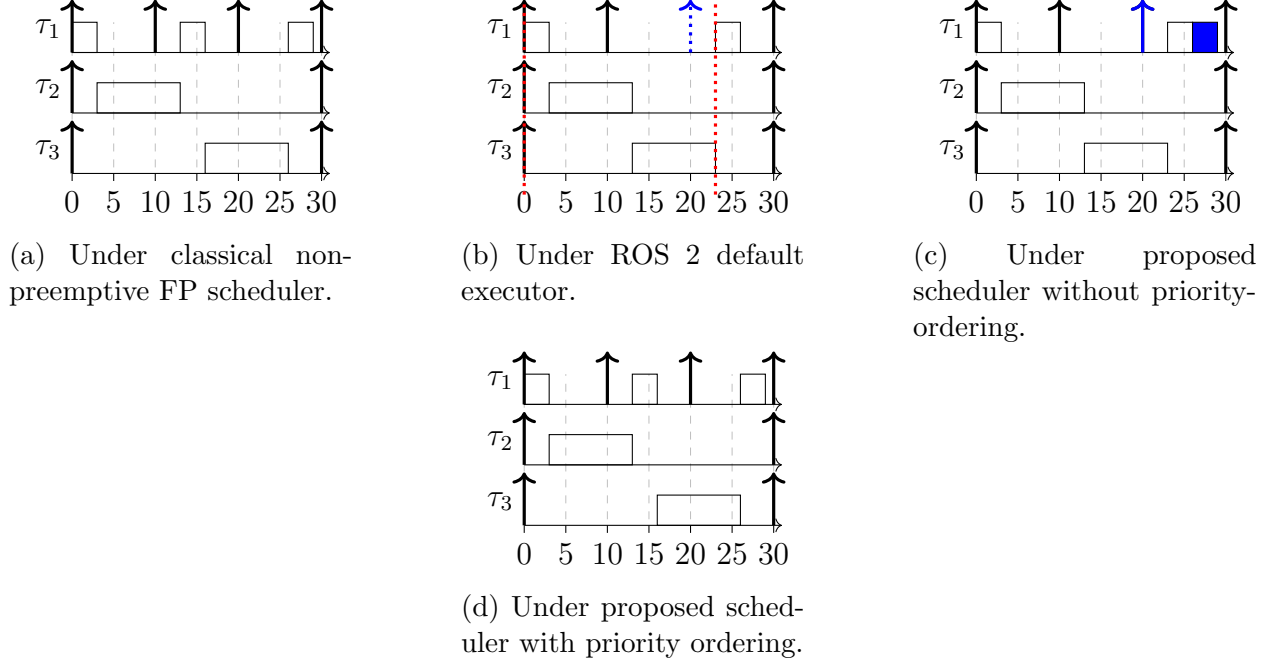 τ1
τ2
τ3
0 5 10 15 20 25 30
(a) Under classical non-
preemptive FP scheduler.
τ1
τ2
τ3
0 5 10 15 20 25 30
(b) Under ROS 2 default
executor.
τ1
τ2
τ3
0 5 10 15 20 25 30
(c) Under proposed
scheduler without priority-
ordering.
τ1
τ2
τ3
0 5 10 15 20 25 30
(d) Under proposed sched-
uler with priority ordering.